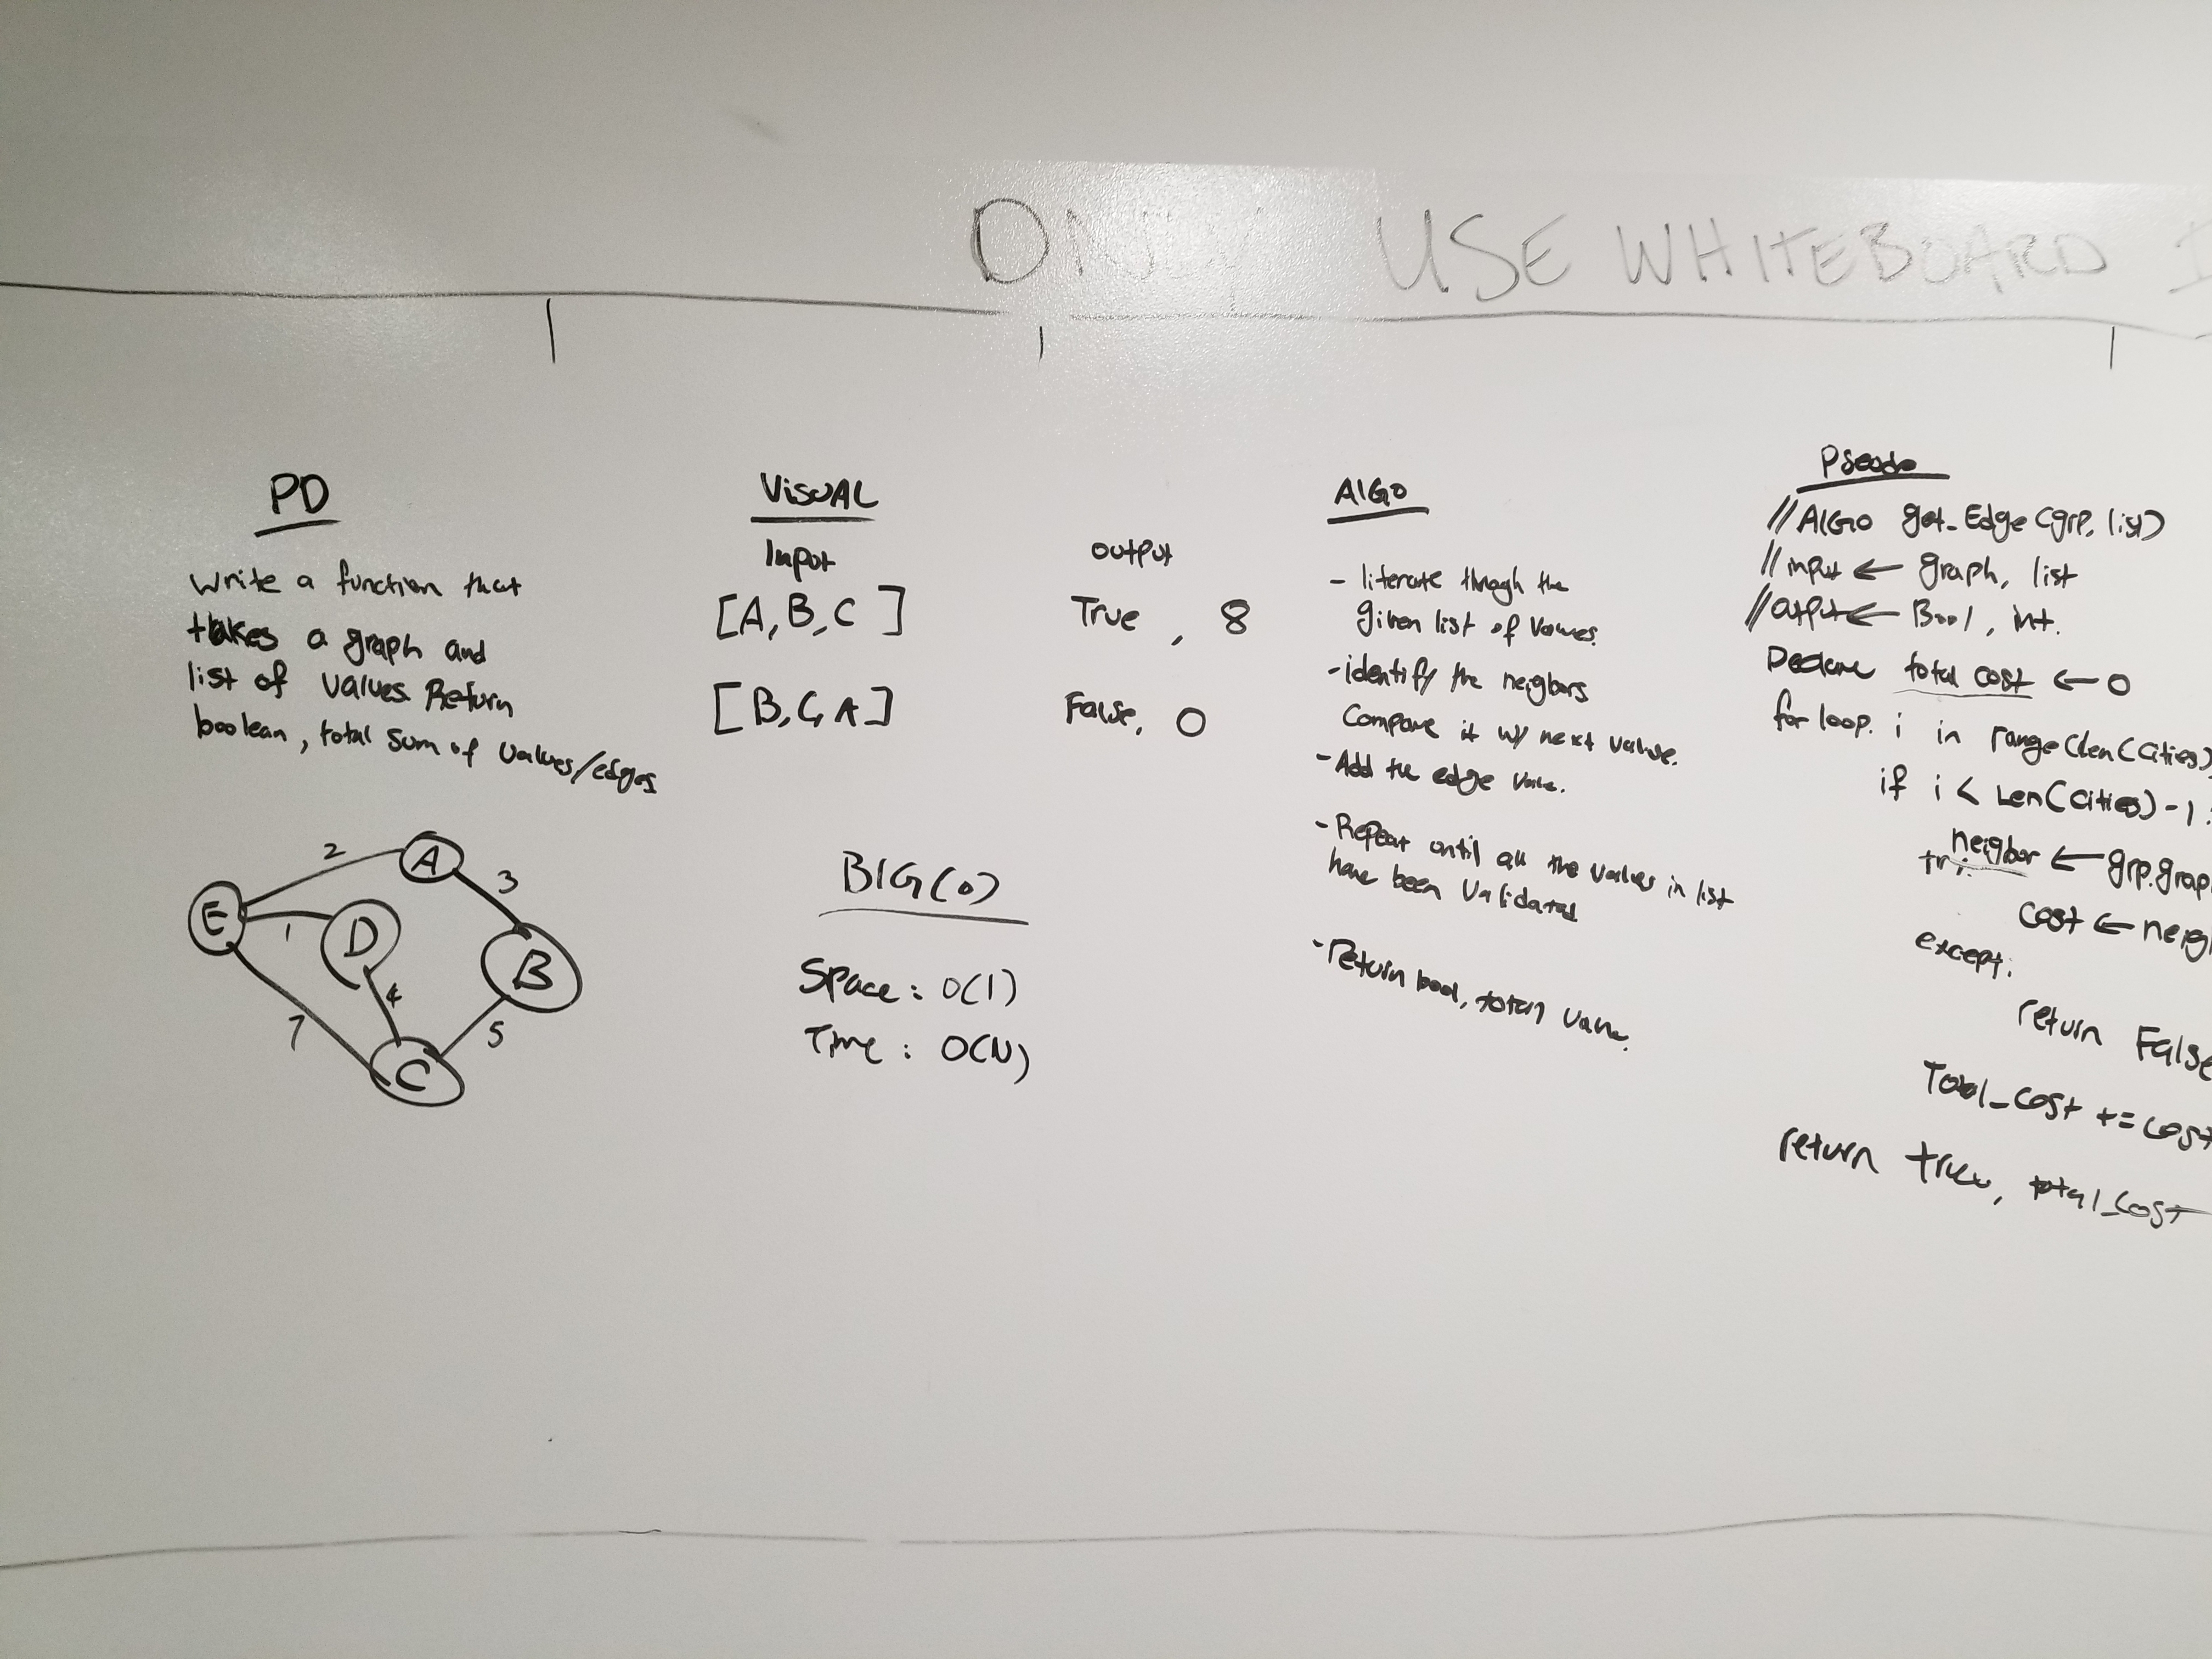 ONLY USE WHITEBOARD I
PD
Write a function that
takes a graph and
list of values. Return
boolean, total sum of values/edges
2
A
3
E
1
D
B
4
7
5
C
VISUAL
Input
output
[A, B, C ]
True , 8
[B, C, A]
False, 0
BIG(O)
Space: O(1)
Time: O(N)
AlGo
- literate through the
given list of values.
- identify the neigbors
Compare it w/ next value.
- Add the edge value.
- Repeat until all the values in list
have been validated
- return bool, total value.
Pseode
// AlGo get_Edge (grp, list)
// input ← graph, list
// output ← Bool, int.
Declare total cost ← 0
for loop. i in range(len(cities)
if i < Len(cities) - 1:
try:
neigbor ← grp.grap
cost ← neig
except:
return False
Total_cost += cost
return true, total_cost